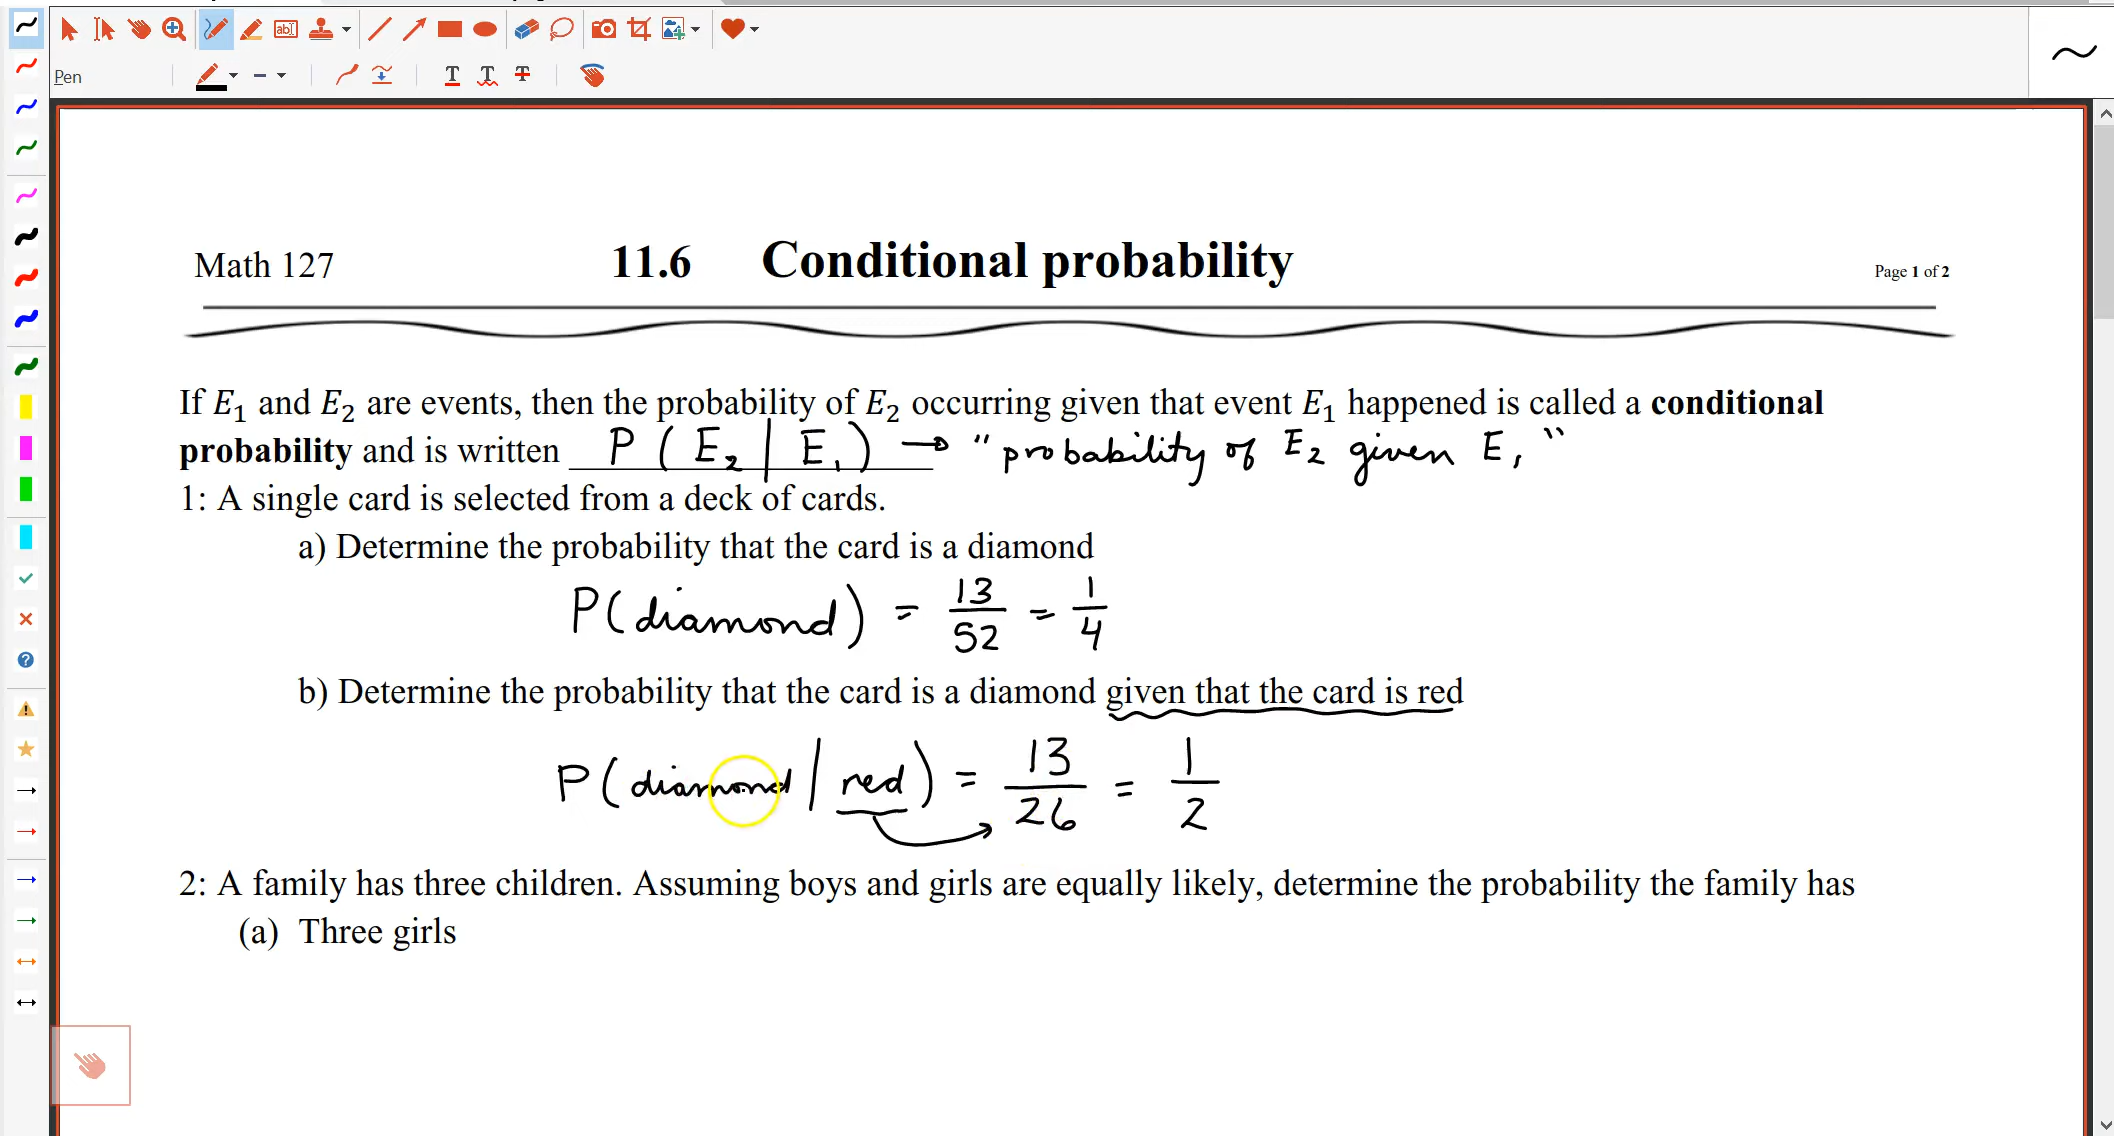 Pen
Math 127 11.6 Conditional probability Page 1 of 2
If E₁ and E₂ are events, then the probability of E₂ occurring given that event E₁ happened is called a conditional
probability and is written P ( E₂ | E₁ ) → "probability of E₂ given E₁"
1: A single card is selected from a deck of cards.
a) Determine the probability that the card is a diamond
P(diamond) = 13/52 = 1/4
b) Determine the probability that the card is a diamond given that the card is red
P(diamond | red) = 13/26 = 1/2
2: A family has three children. Assuming boys and girls are equally likely, determine the probability the family has
(a) Three girls